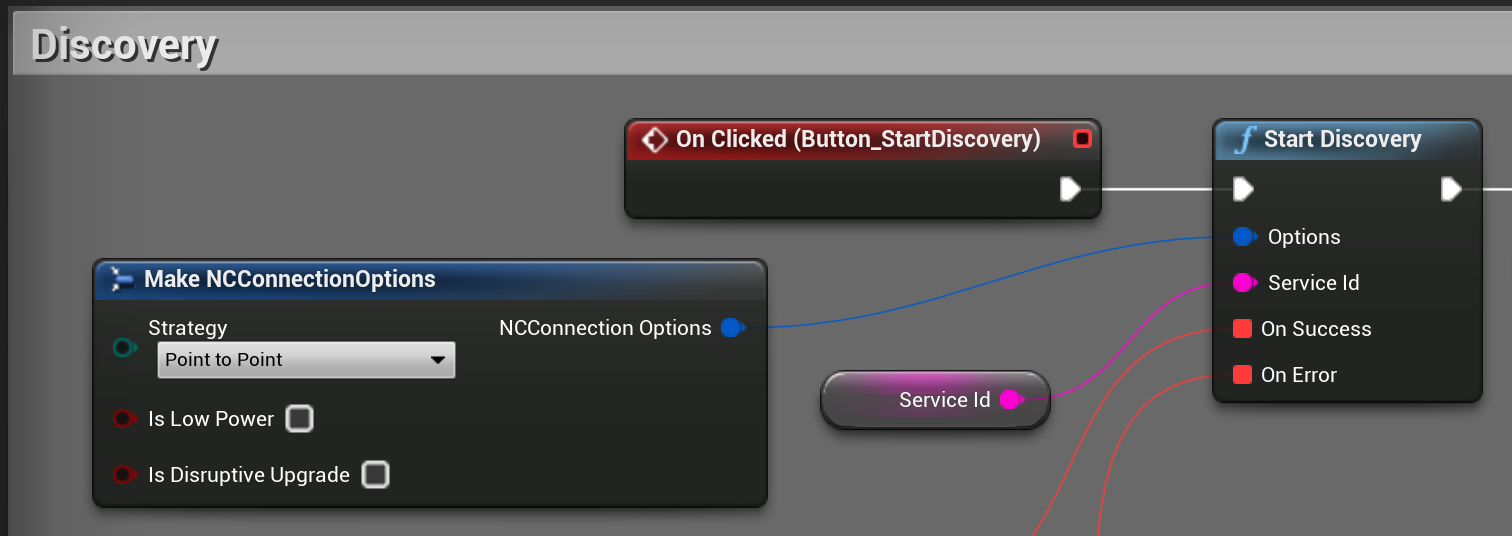 Discovery
On Clicked (Button_StartDiscovery)
f Start Discovery
Options
Service Id
On Success
On Error
Make NCConnectionOptions
Strategy
NCConnection Options
Point to Point
Is Low Power
Is Disruptive Upgrade
Service Id